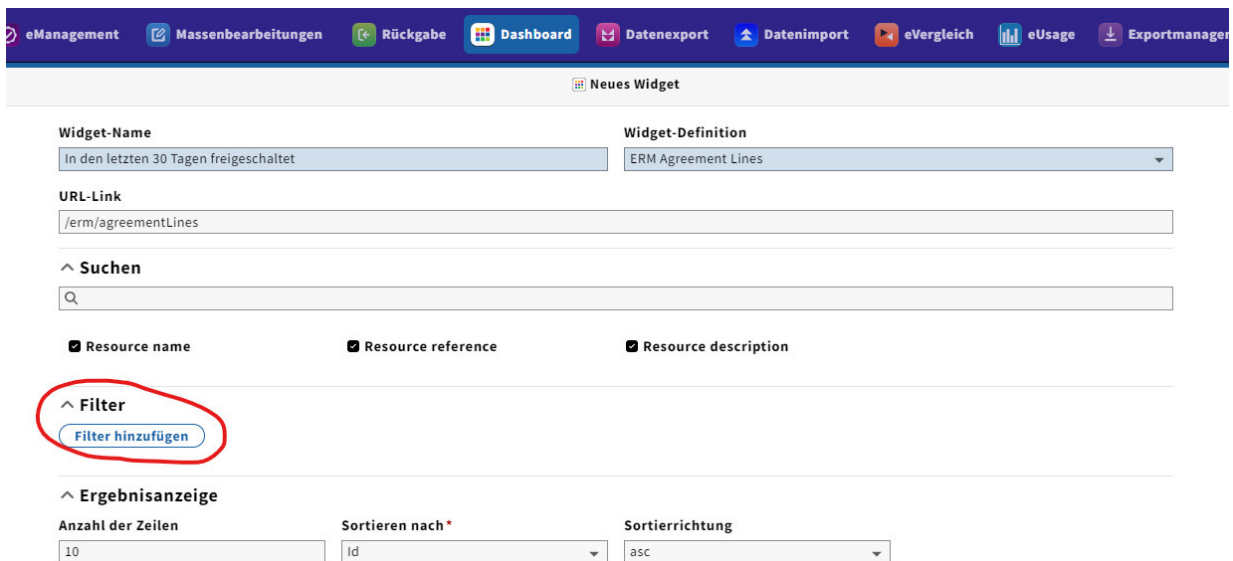 eManagement Massenbearbeitungen Rückgabe Dashboard Datenexport Datenimport eVergleich eUsage Exportmanager
Neues Widget
Widget-Name Widget-Definition
In den letzten 30 Tagen freigeschaltet ERM Agreement Lines
URL-Link
/erm/agreementLines
Suchen
Resource name Resource reference Resource description
Filter
Filter hinzufügen
Ergebnisanzeige
Anzahl der Zeilen Sortieren nach* Sortierrichtung
10 Id asc